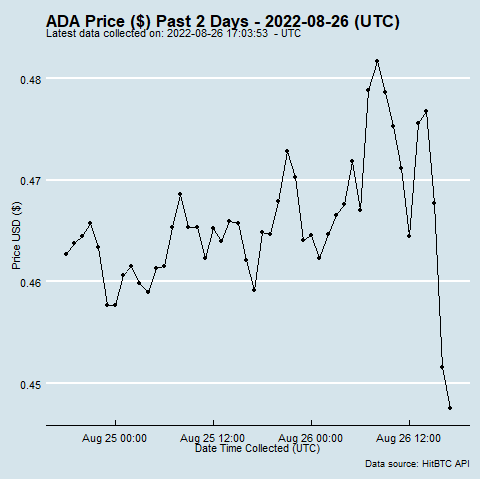 ADA Price ($) Past 2 Days - 2022-08-26 (UTC)
Latest data collected on: 2022-08-26 17:03:53 - UTC
0.48
0.47
0.46
0.45
Price USD ($)
Aug 25 00:00 Aug 25 12:00 Aug 26 00:00 Aug 26 12:00
Date Time Collected (UTC)
Data source: HitBTC API